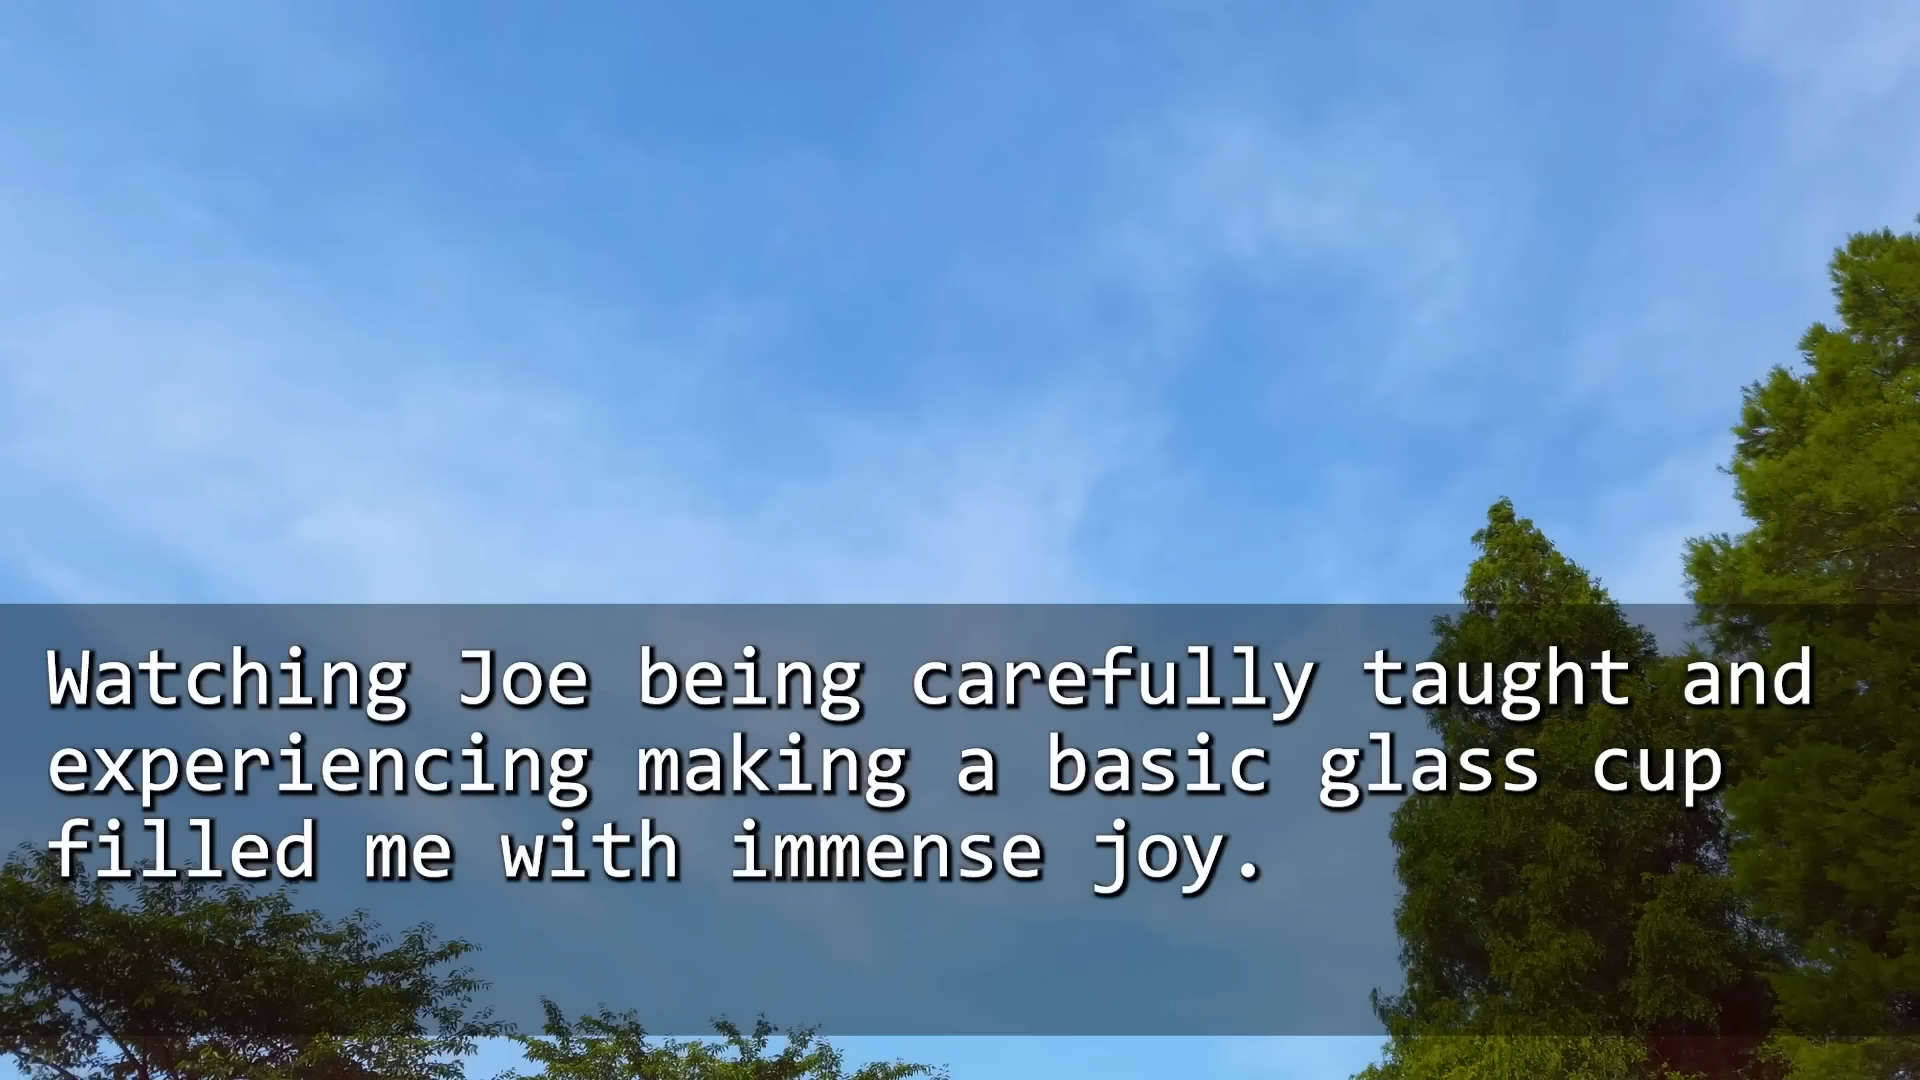 Watching Joe being carefully taught and
experiencing making a basic glass cup
filled me with immense joy.